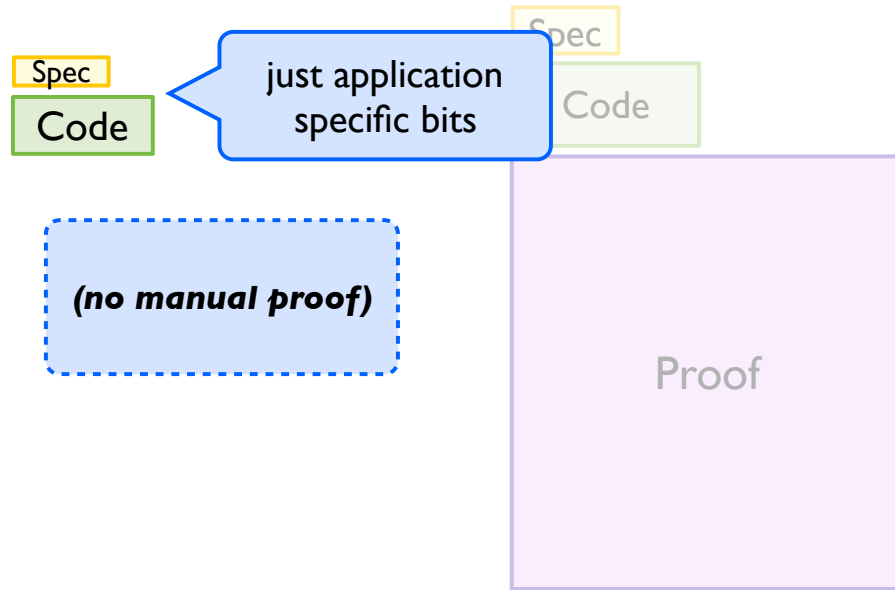 Spec
Code
just application
specific bits
(no manual proof)
Spec
Code
Proof